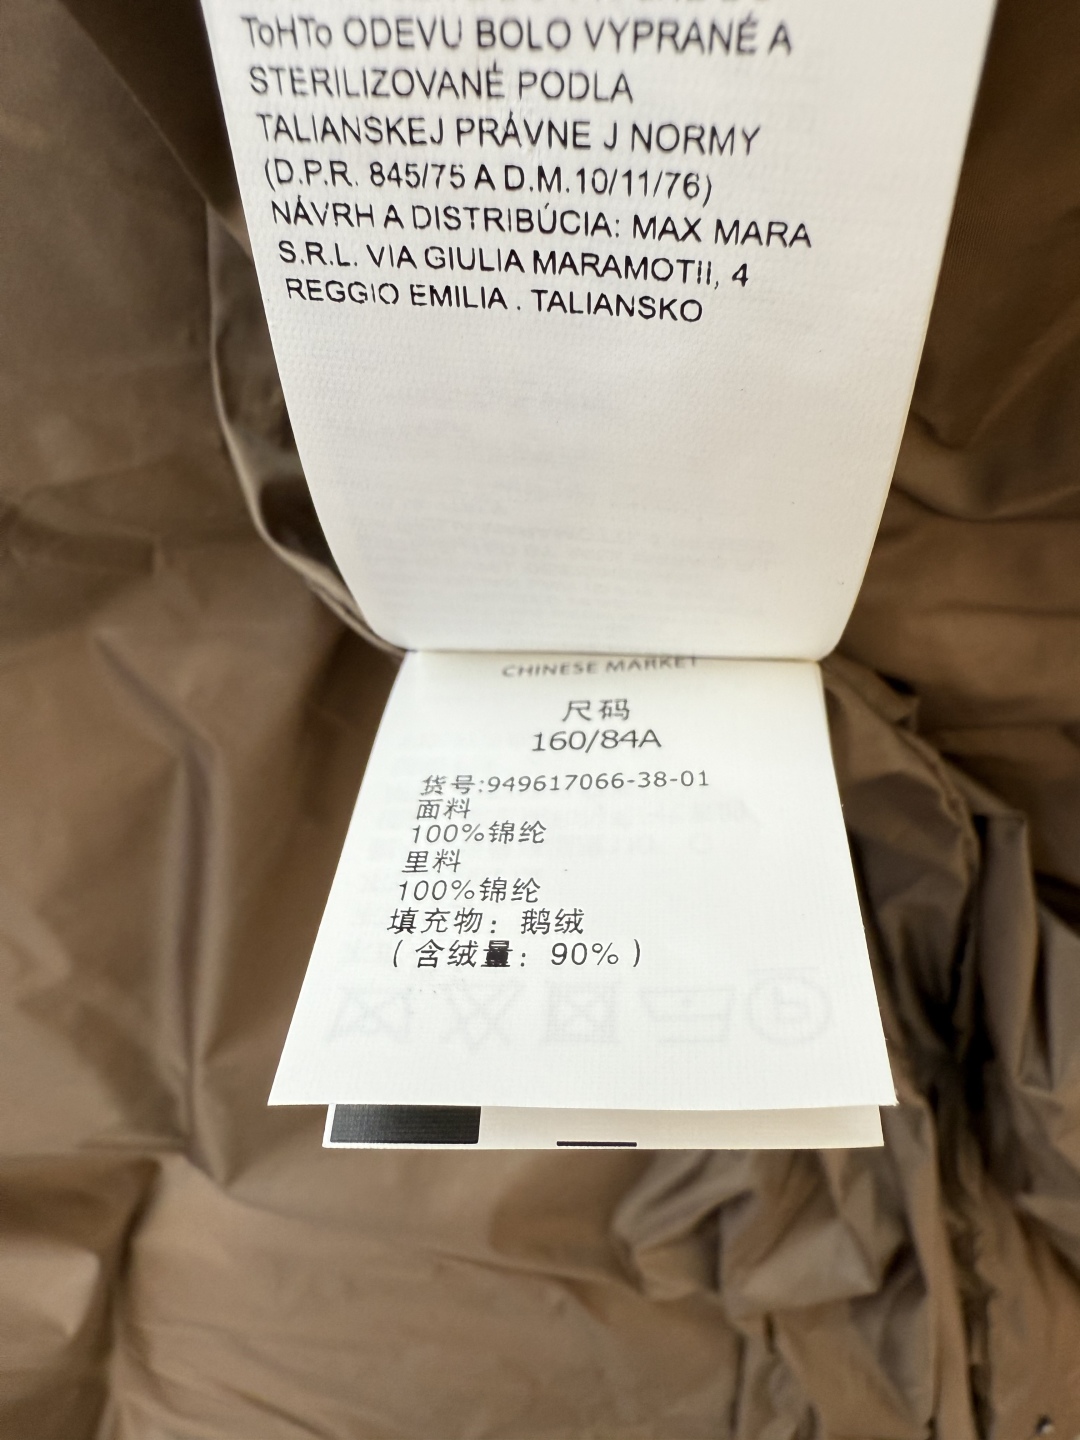 ToHTo ODEVU BOLO VYPRANÉ A
STERILIZOVANÉ PODLA
TALIANSKEJ PRÁVNE J NORMY
(D.P.R. 845/75 A D.M.10/11/76)
NÁVRH A DISTRIBÚCIA: MAX MARA
S.R.L. VIA GIULIA MARAMOTII, 4
REGGIO EMILIA . TALIANSKO
CHINESE MARKET
尺码
160/84A
货号:949617066-38-01
面料
100%锦纶
里料
100%锦纶
填充物：鹅绒
（含绒量：90%）